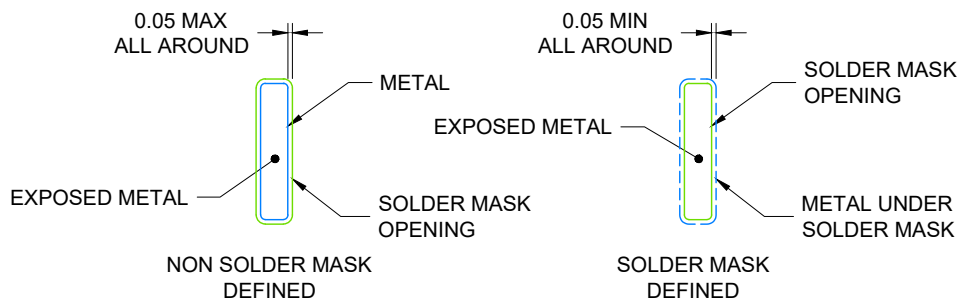 0.05 MAX
ALL AROUND
METAL
EXPOSED METAL
SOLDER MASK
OPENING
NON SOLDER MASK
DEFINED
0.05 MIN
ALL AROUND
SOLDER MASK
OPENING
EXPOSED METAL
METAL UNDER
SOLDER MASK
SOLDER MASK
DEFINED